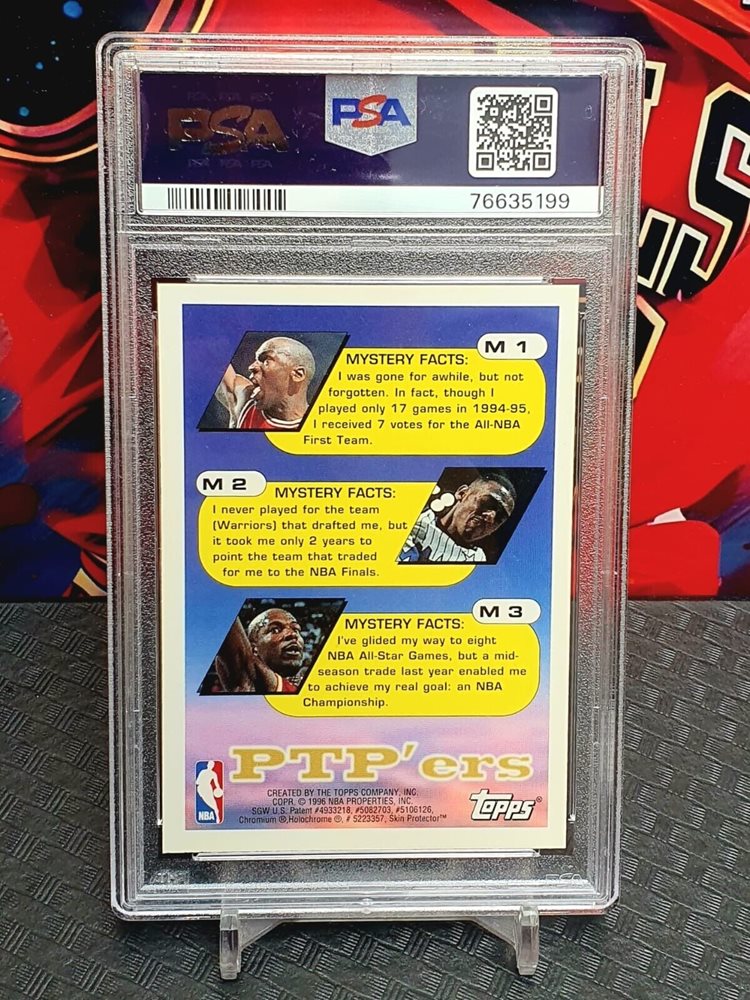 PSA
PSA
76635199
M 1
MYSTERY FACTS:
I was gone for awhile, but not
forgotten. In fact, though I
played only 17 games in 1994-95,
I received 7 votes for the All-NBA
First Team.
M 2
MYSTERY FACTS:
I never played for the team
(Warriors) that drafted me, but
it took me only 2 years to
point the team that traded
for me to the NBA Finals.
M 3
MYSTERY FACTS:
I've glided my way to eight
NBA All-Star Games, but a mid-
season trade last year enabled me
to achieve my real goal: an NBA
Championship.
PTP'ers
NBA
CREATED BY THE TOPPS COMPANY, INC.
COPR. © 1996 NBA PROPERTIES, INC.
SGW U.S. Patent #4933218, #5082703, #5106126,
Chromium ®,Holochrome ®, # 5223357, Skin Protector™
Topps®